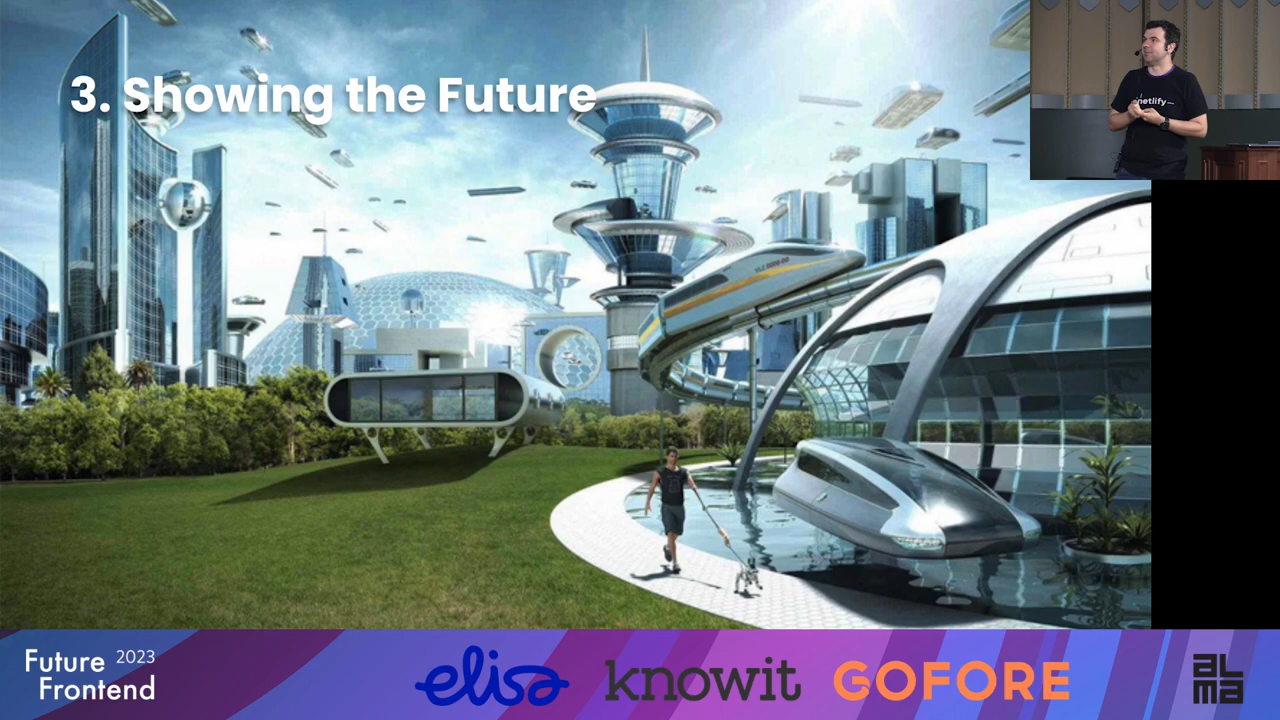 3. Showing the Future
netlify
Future 2023
Frontend
elisa
knowit
GOFORE
alma